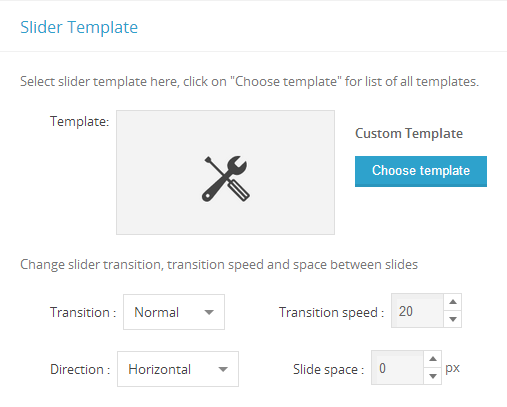 Slider Template
Select slider template here, click on "Choose template" for list of all templates.
Template:
Custom Template
Choose template
Change slider transition, transition speed and space between slides
Transition : Normal Transition speed : 20
Direction : Horizontal Slide space : 0 px